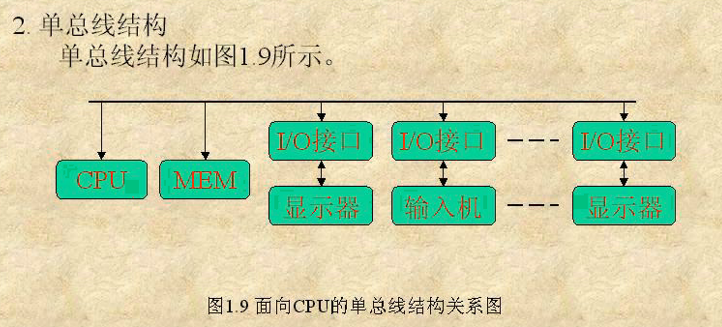 2. 单总线结构
单总线结构如图1.9所示。
I/O接口 I/O接口 I/O接口
CPU MEM
显示器 输入机 显示器
图1.9 面向CPU的单总线结构关系图